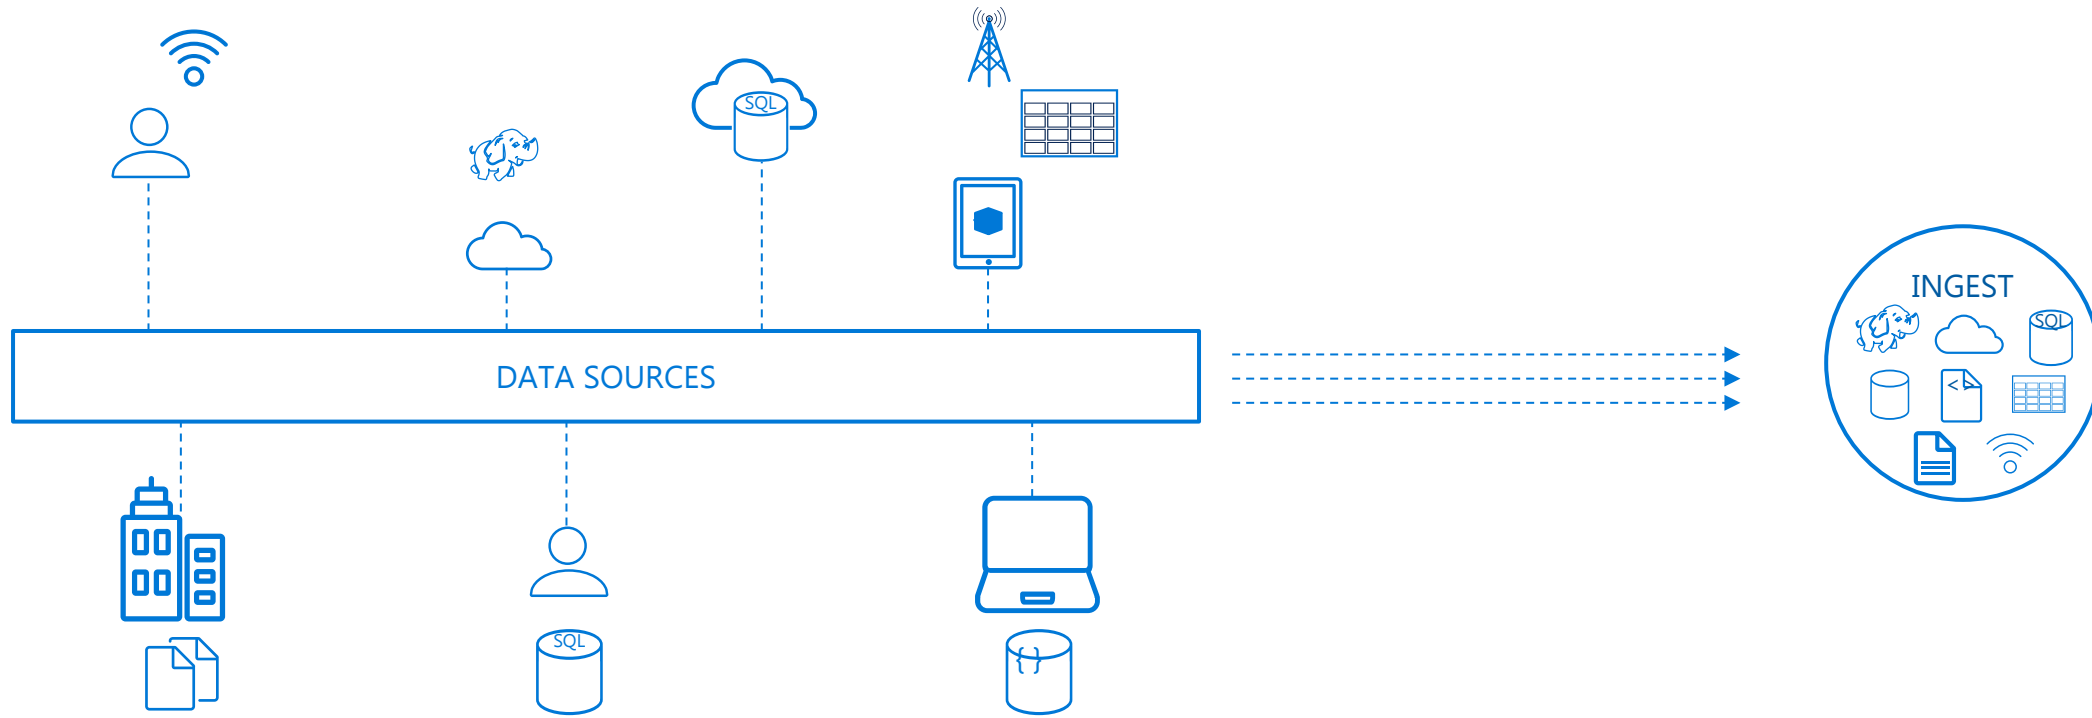 SQL
INGEST
SQL
DATA SOURCES
< >
SQL
{ }